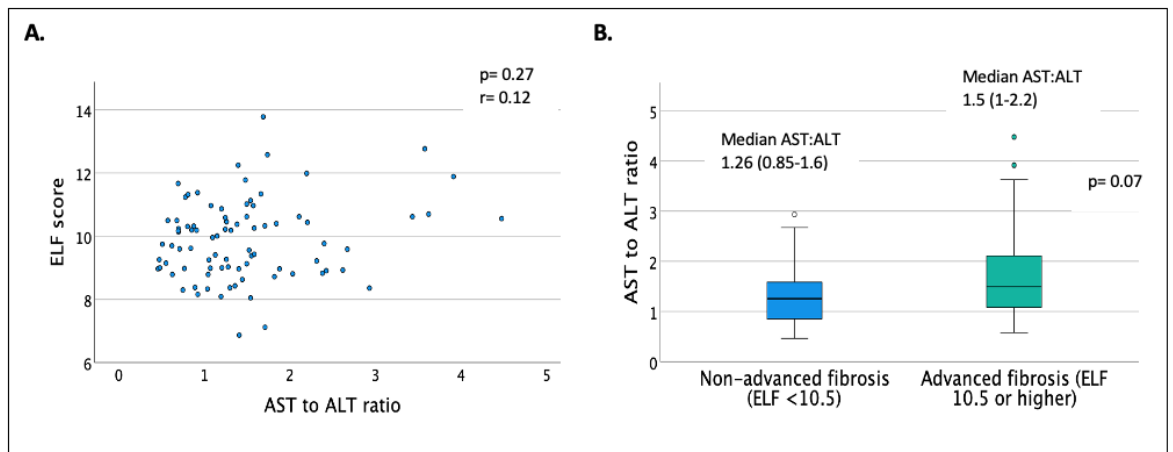 A.
p= 0.27
r= 0.12
ELF score
14
12
10
8
6
0 1 2 3 4 5
AST to ALT ratio
B.
Median AST:ALT
1.5 (1-2.2)
Median AST:ALT
1.26 (0.85-1.6)
p= 0.07
AST to ALT ratio
5
4
3
2
1
0
Non-advanced fibrosis
(ELF <10.5)
Advanced fibrosis (ELF
10.5 or higher)